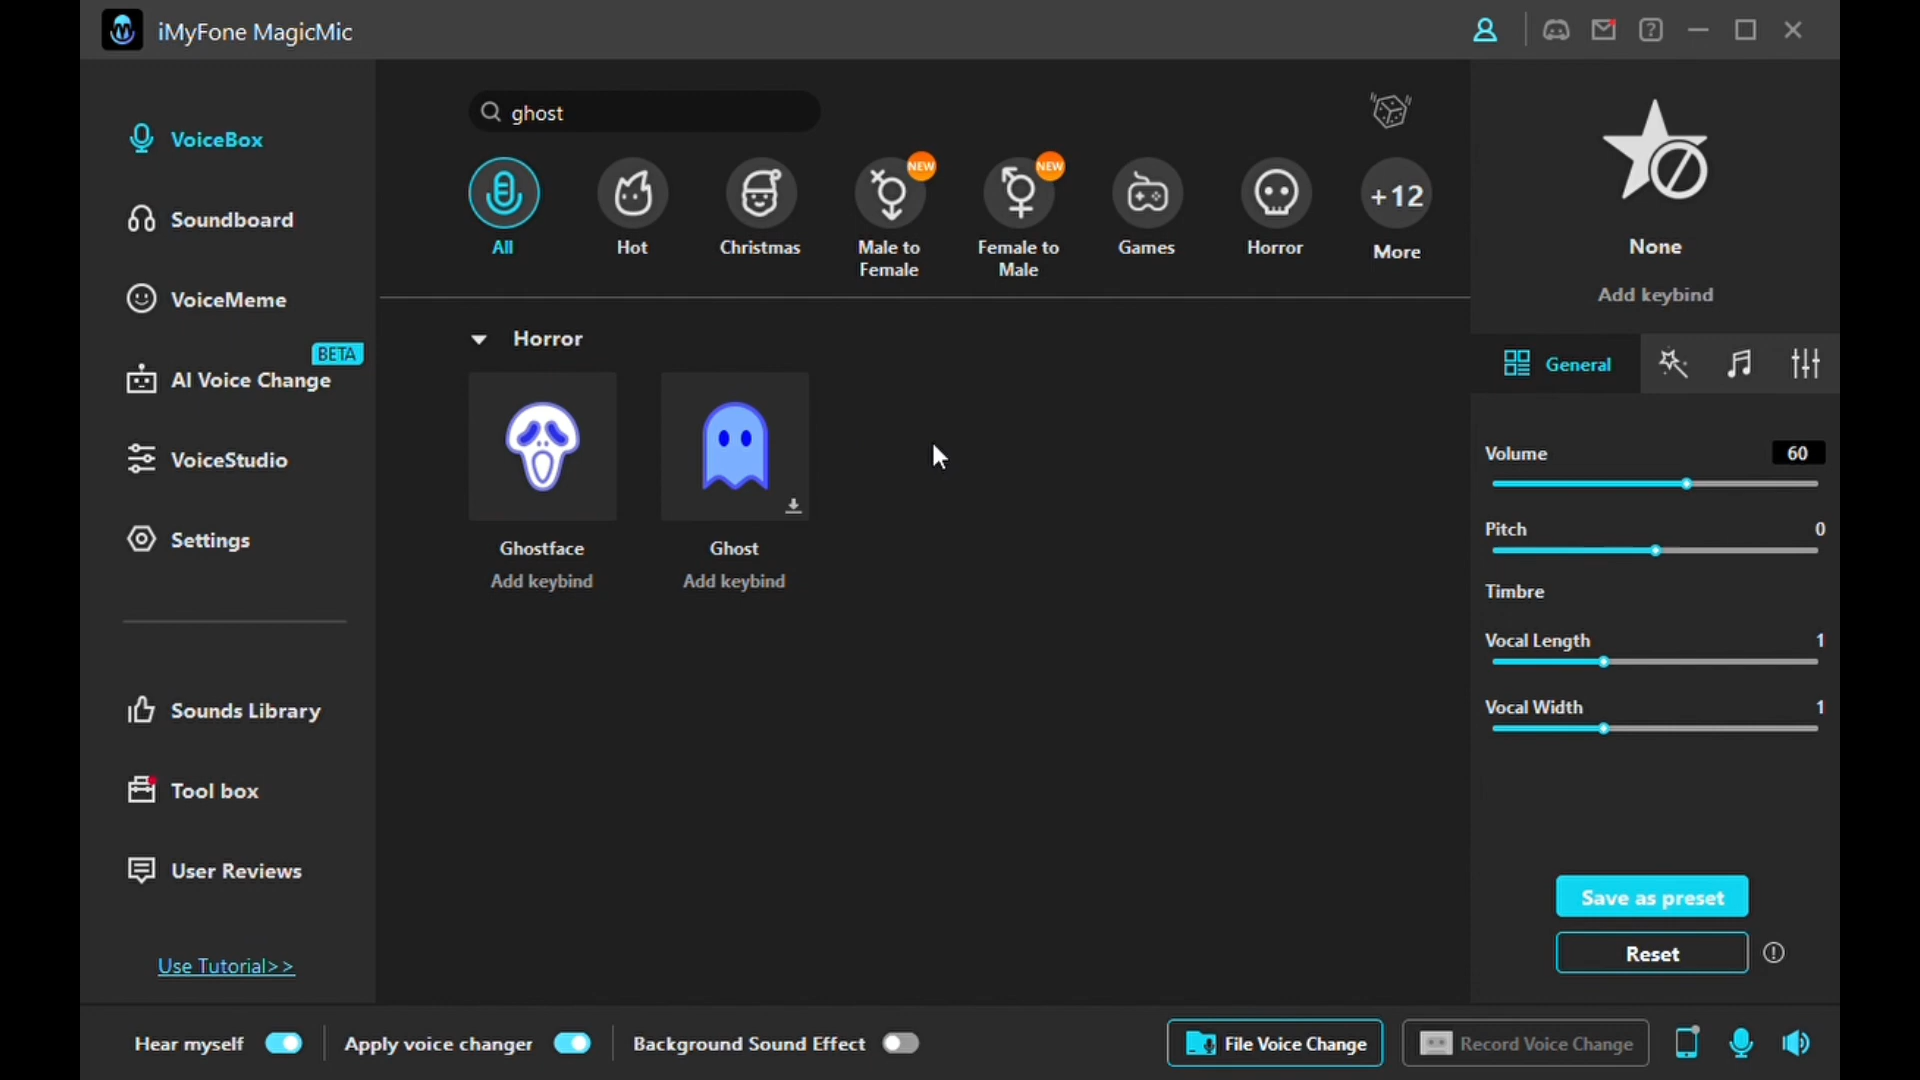 iMyFone MagicMic
VoiceBox
Soundboard
VoiceMeme
BETA
AI Voice Change
VoiceStudio
Settings
Sounds Library
Tool box
User Reviews
Use Tutorial>>
ghost
All
Hot
Christmas
NEW
Male to
Female
NEW
Female to
Male
Games
Horror
+12
More
Horror
Ghostface
Add keybind
Ghost
Add keybind
None
Add keybind
General
Volume 60
Pitch 0
Timbre
Vocal Length 1
Vocal Width 1
Save as preset
Reset
Hear myself
Apply voice changer
Background Sound Effect
File Voice Change
Record Voice Change